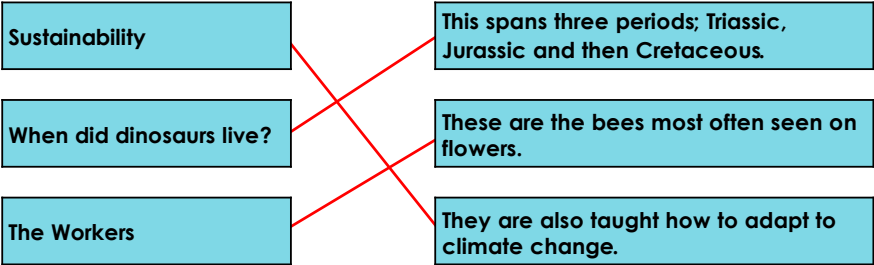 Sustainability
This spans three periods; Triassic,
Jurassic and then Cretaceous.
When did dinosaurs live?
These are the bees most often seen on
flowers.
The Workers
They are also taught how to adapt to
climate change.